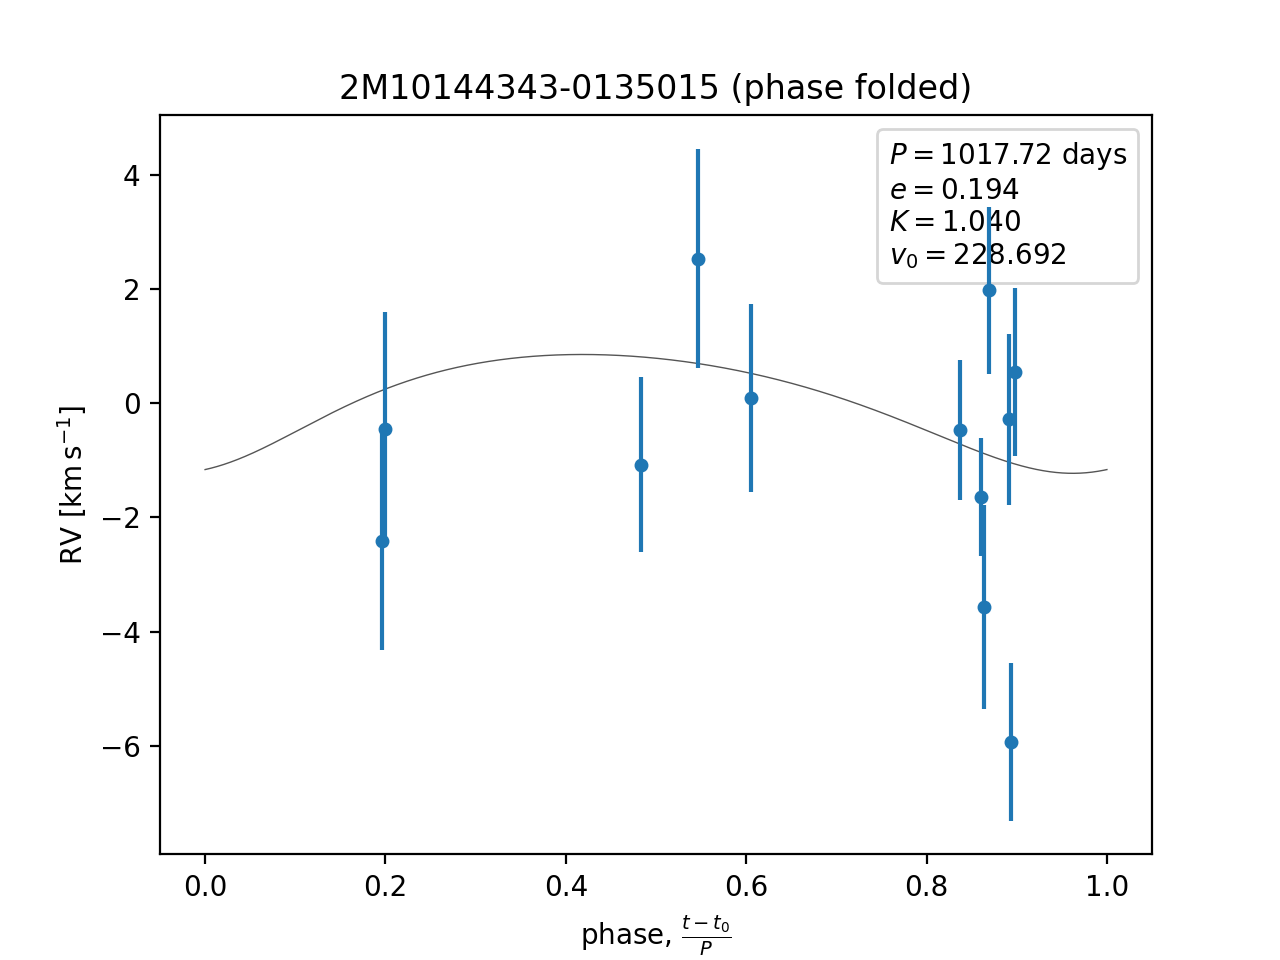 2M10144343-0135015 (phase folded)
P = 1017.72 days
e = 0.194
K = 1.040
v₀ = 228.692
4
2
0
−2
−4
−6
RV [km s⁻¹]
0.0 0.2 0.4 0.6 0.8 1.0
phase, (t − t₀)/P